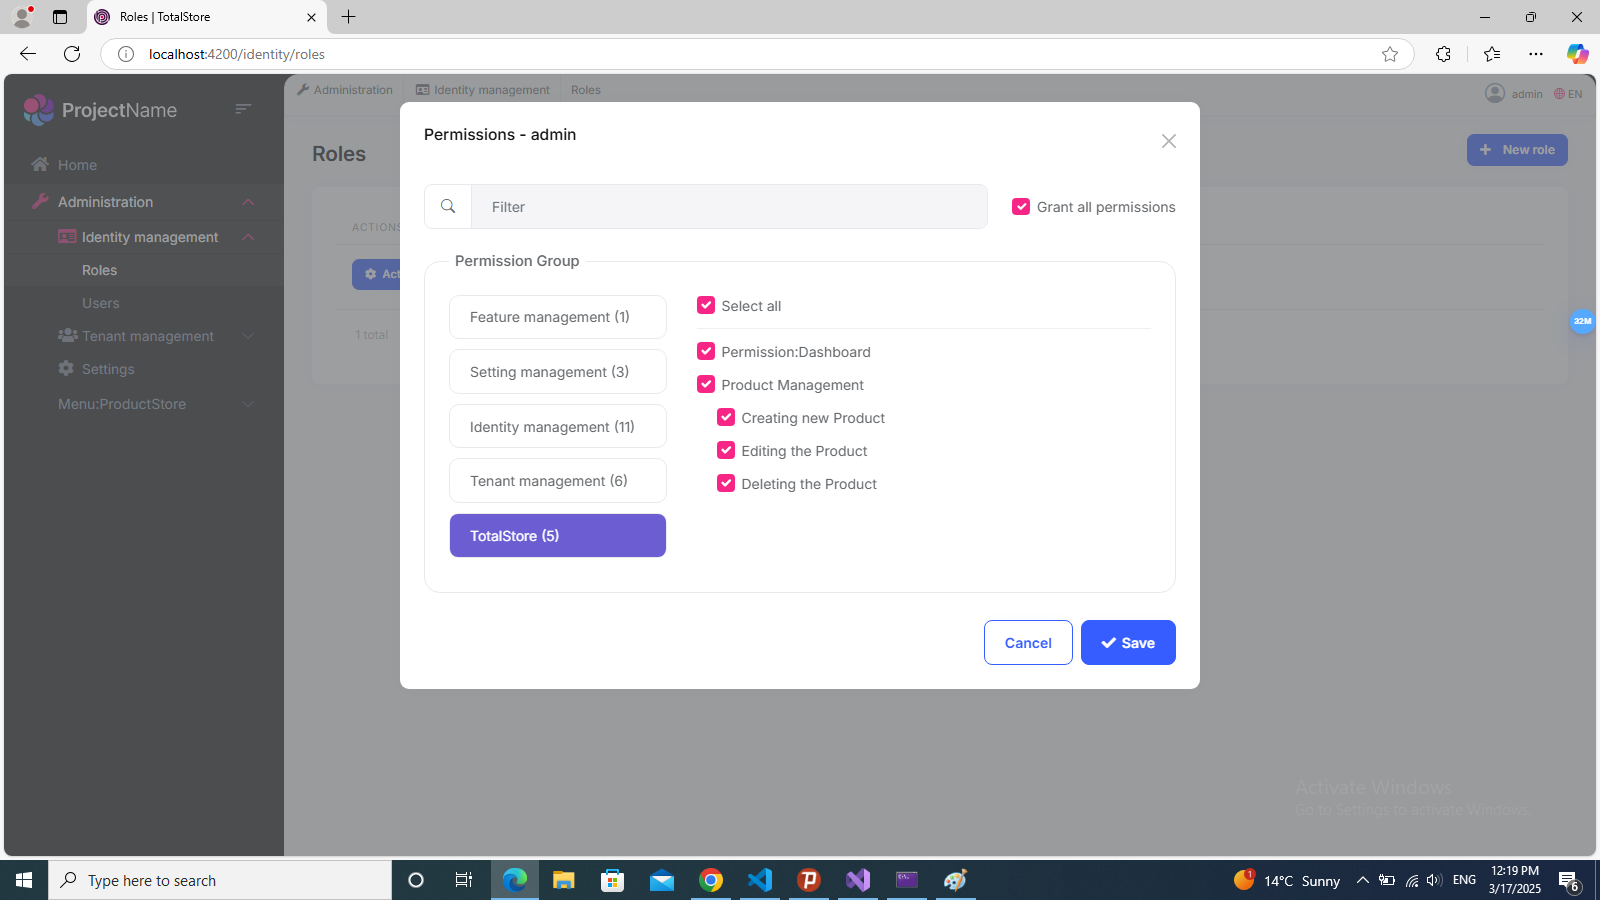 Roles | TotalStore
localhost:4200/identity/roles
ProjectName
Administration
Identity management
Roles
admin
EN
Home
Administration
Identity management
Roles
Users
Tenant management
Settings
Menu:ProductStore
Roles
New role
ACTIONS
Act
1 total
Permissions - admin
Filter
Grant all permissions
Permission Group
Feature management (1)
Setting management (3)
Identity management (11)
Tenant management (6)
TotalStore (5)
Select all
Permission:Dashboard
Product Management
Creating new Product
Editing the Product
Deleting the Product
Cancel
Save
32M
Activate Windows
Go to Settings to activate Windows.
Type here to search
1
14°C Sunny
ENG
12:19 PM
3/17/2025
6